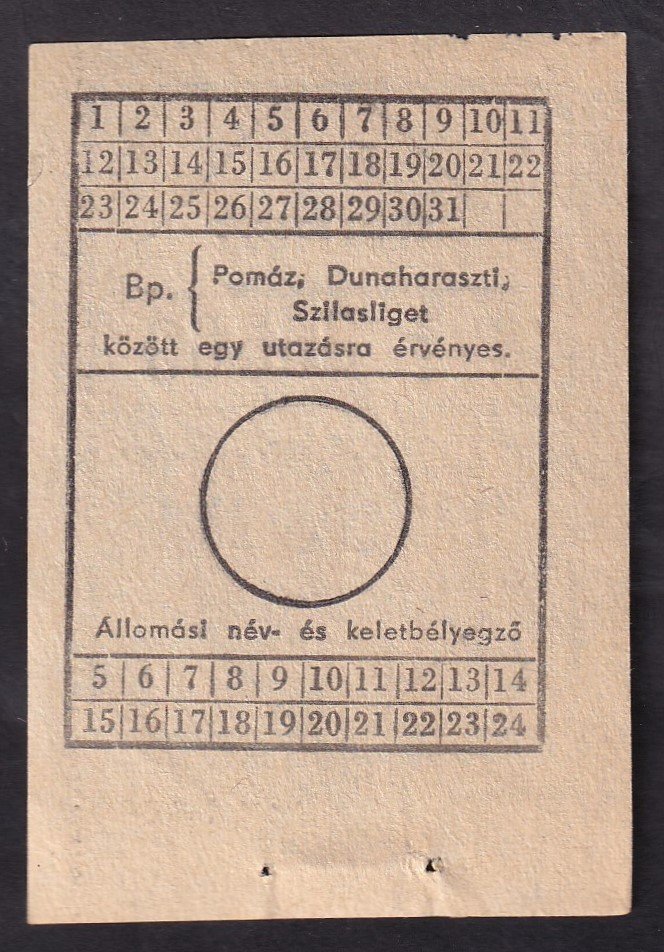 1 | 2 | 3 | 4 | 5 | 6 | 7 | 8 | 9 |10|11
12|13|14|15|16|17|18|19|20|21|22
23|24|25|26|27|28|29|30|31| |
Bp. { Pomáz, Dunaharaszti,
Szilasliget
között egy utazásra érvényes.
Állomási név- és keletbélyegző
5 | 6 | 7 | 8 | 9 |10|11|12|13|14
15|16|17|18|19|20|21|22|23|24